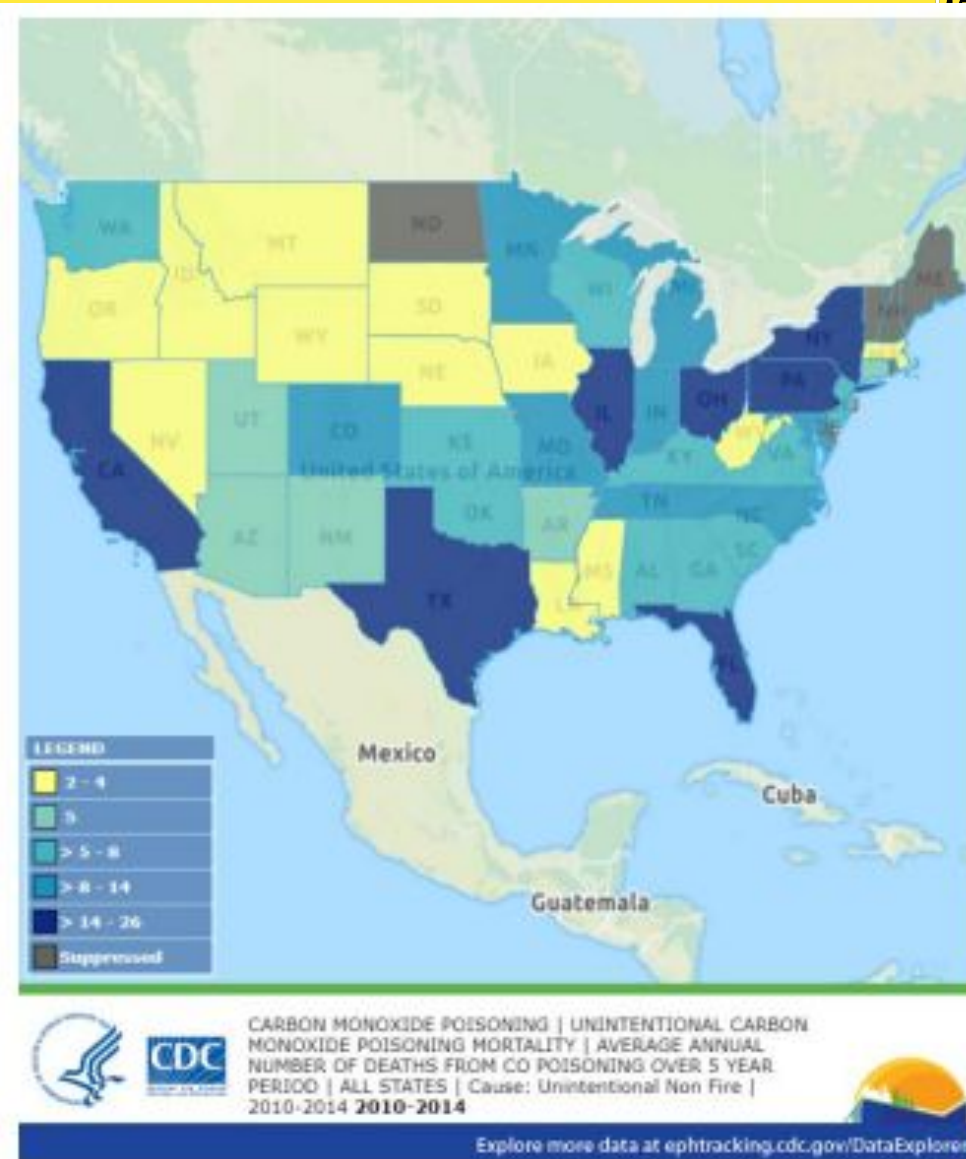 WA
MT
ND
MN
ID
OR
SD
WI
MI
WY
NY
IA
NE
PA
NV
UT
IL
IN
OH
CO
KS
MO
KY
WV
VA
CA
United States of America
TN
NC
OK
AZ
NM
AR
SC
MS
AL
GA
TX
LA
FL
ME
NH
Mexico
Cuba
Guatemala
LEGEND
2 - 4
5
> 5 - 8
> 8 - 14
> 14 - 26
Suppressed
CDC
CARBON MONOXIDE POISONING | UNINTENTIONAL CARBON
MONOXIDE POISONING MORTALITY | AVERAGE ANNUAL
NUMBER OF DEATHS FROM CO POISONING OVER 5 YEAR
PERIOD | ALL STATES | Cause: Unintentional Non Fire |
2010-2014 2010-2014
Explore more data at ephtracking.cdc.gov/DataExplorer